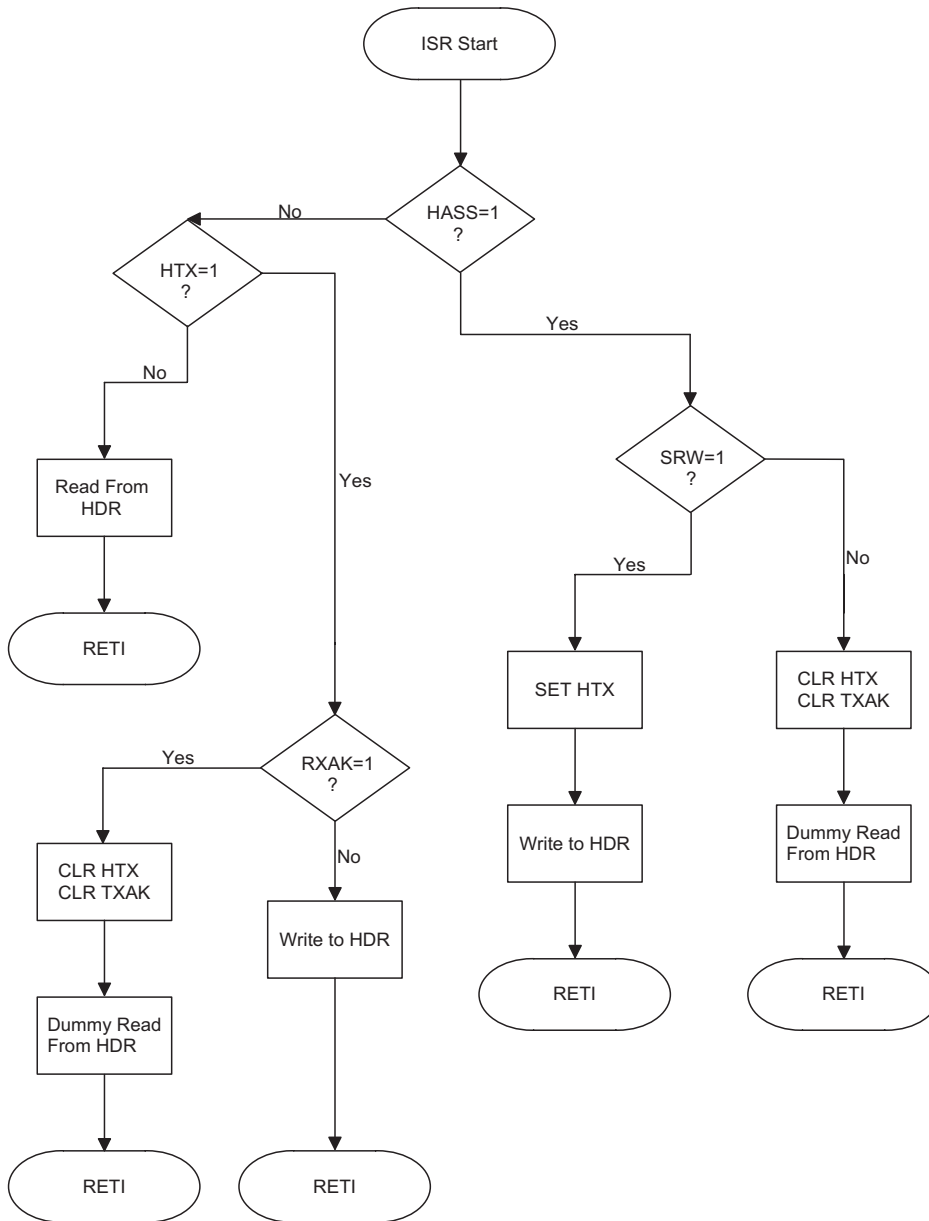 ISR Start
HASS=1
?
No
HTX=1
?
Yes
No
SRW=1
?
Read From
HDR
Yes
Yes
No
RETI
SET HTX
CLR HTX
CLR TXAK
RXAK=1
?
Yes
No
Write to HDR
Dummy Read
From HDR
CLR HTX
CLR TXAK
Write to HDR
RETI
RETI
Dummy Read
From HDR
RETI
RETI